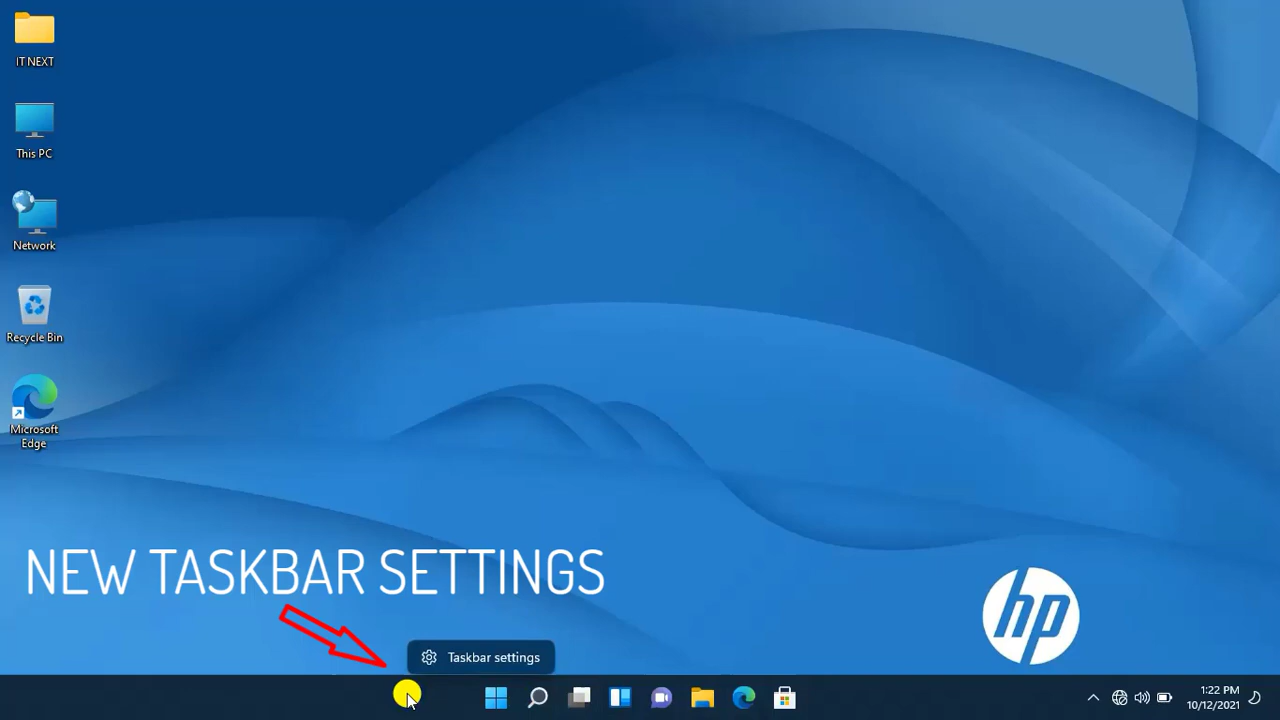 IT NEXT
This PC
Network
Recycle Bin
Microsoft
Edge
NEW TASKBAR SETTINGS
hp
Taskbar settings
1:22 PM
10/12/2021